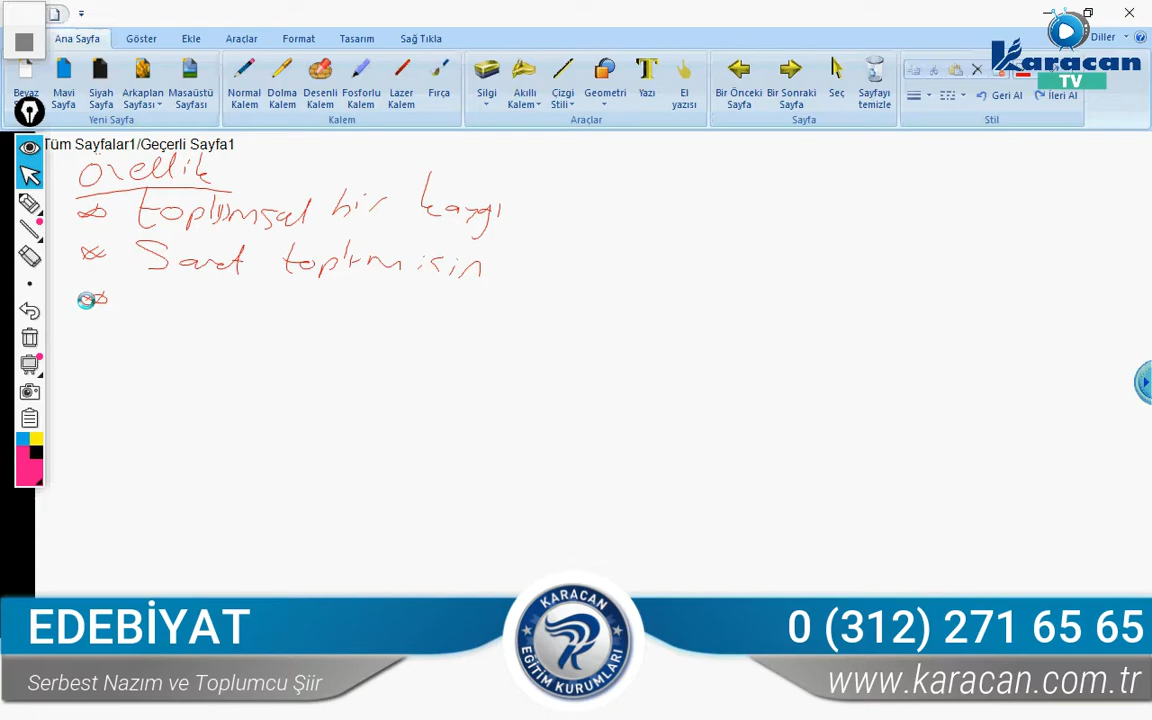 Diller
Karacan
TV
Ana Sayfa Göster Ekle Araçlar Format Tasarım Sağ Tıkla
Beyaz Mavi Sayfa Siyah Sayfa Arkaplan Sayfası Masaüstü Sayfası
Normal Kalem Dolma Kalem Desenli Kalem Fosforlu Kalem Lazer Kalem Fırça
Silgi Akıllı Kalem Çizgi Stili Geometri Yazı El yazısı
Bir Önceki Sayfa Bir Sonraki Sayfa Seç Sayfayı temizle
Geri Al İleri Al
Yeni Sayfa Kalem Araçlar Sayfa Stil
Tüm Sayfalar1/Geçerli Sayfa1
Özellik
toplumsal bir kaygı
Sanat toplum için
EDEBİYAT
Serbest Nazım ve Toplumcu Şiir
KARACAN
EĞİTİM KURUMLARI
0 (312) 271 65 65
www.karacan.com.tr